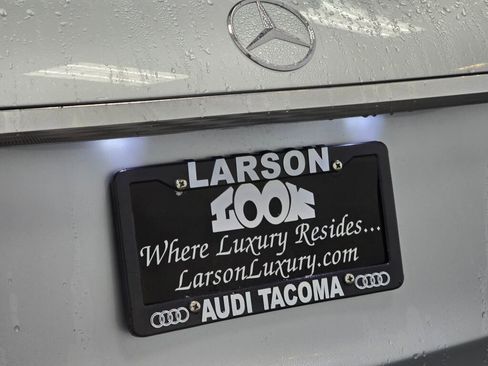 LARSON
LOOK
Where Luxury Resides...
LarsonLuxury.com
AUDI TACOMA